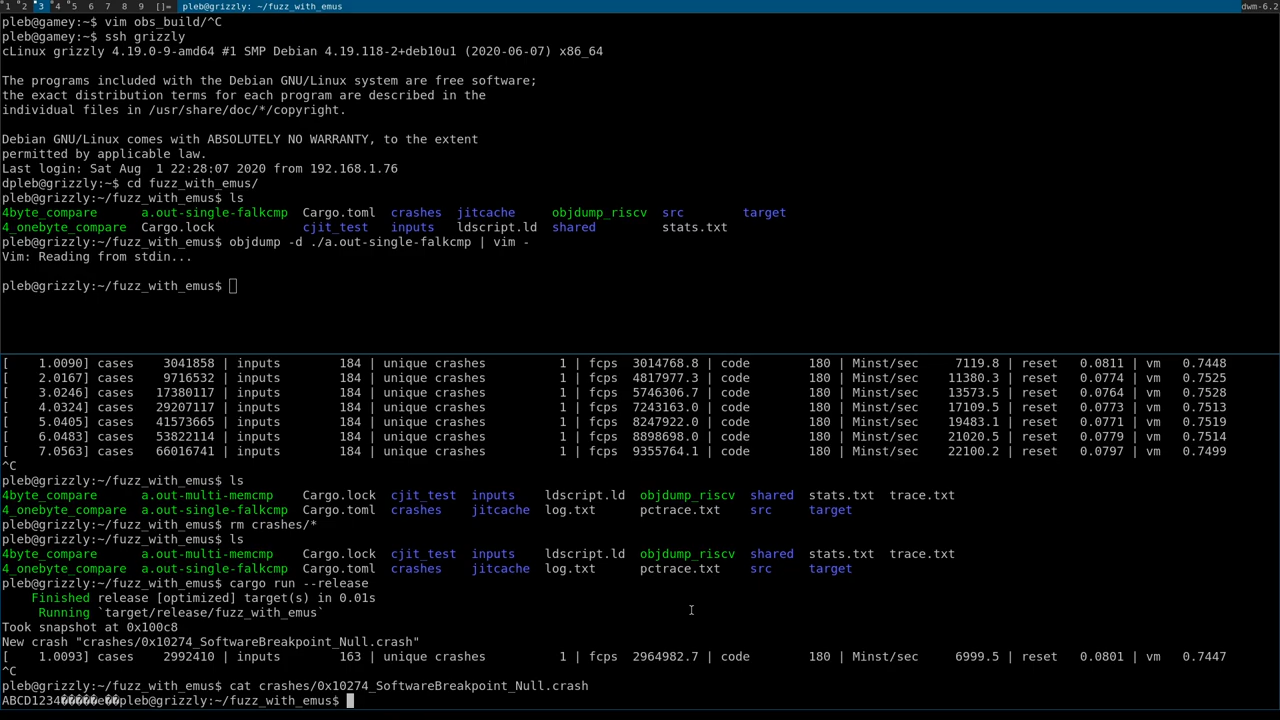 1 2 3 4 5 6 7 8 9 []= pleb@grizzly: ~/fuzz_with_emus dwm-6.2
pleb@gamey:~$ vim obs_build/^C
pleb@gamey:~$ ssh grizzly
cLinux grizzly 4.19.0-9-amd64 #1 SMP Debian 4.19.118-2+deb10u1 (2020-06-07) x86_64
The programs included with the Debian GNU/Linux system are free software;
the exact distribution terms for each program are described in the
individual files in /usr/share/doc/*/copyright.
Debian GNU/Linux comes with ABSOLUTELY NO WARRANTY, to the extent
permitted by applicable law.
Last login: Sat Aug  1 22:28:07 2020 from 192.168.1.76
dpleb@grizzly:~$ cd fuzz_with_emus/
pleb@grizzly:~/fuzz_with_emus$ ls
4byte_compare a.out-single-falkcmp Cargo.toml crashes jitcache objdump_riscv src target
4_onebyte_compare Cargo.lock cjit_test inputs ldscript.ld shared stats.txt
pleb@grizzly:~/fuzz_with_emus$ objdump -d ./a.out-single-falkcmp | vim -
Vim: Reading from stdin...
pleb@grizzly:~/fuzz_with_emus$
[ 1.0090] cases 3041858 | inputs 184 | unique crashes 1 | fcps 3014768.8 | code 180 | Minst/sec 7119.8 | reset 0.0811 | vm 0.7448
[ 2.0167] cases 9716532 | inputs 184 | unique crashes 1 | fcps 4817977.3 | code 180 | Minst/sec 11380.3 | reset 0.0774 | vm 0.7525
[ 3.0246] cases 17380117 | inputs 184 | unique crashes 1 | fcps 5746306.7 | code 180 | Minst/sec 13573.5 | reset 0.0764 | vm 0.7528
[ 4.0324] cases 29207117 | inputs 184 | unique crashes 1 | fcps 7243163.0 | code 180 | Minst/sec 17109.5 | reset 0.0773 | vm 0.7513
[ 5.0405] cases 41573665 | inputs 184 | unique crashes 1 | fcps 8247922.0 | code 180 | Minst/sec 19483.1 | reset 0.0771 | vm 0.7519
[ 6.0483] cases 53822114 | inputs 184 | unique crashes 1 | fcps 8898698.0 | code 180 | Minst/sec 21020.5 | reset 0.0779 | vm 0.7514
[ 7.0563] cases 66016741 | inputs 184 | unique crashes 1 | fcps 9355764.1 | code 180 | Minst/sec 22100.2 | reset 0.0797 | vm 0.7499
^C
pleb@grizzly:~/fuzz_with_emus$ ls
4byte_compare a.out-multi-memcmp Cargo.lock cjit_test inputs ldscript.ld objdump_riscv shared stats.txt trace.txt
4_onebyte_compare a.out-single-falkcmp Cargo.toml crashes jitcache log.txt pctrace.txt src target
pleb@grizzly:~/fuzz_with_emus$ rm crashes/*
pleb@grizzly:~/fuzz_with_emus$ ls
4byte_compare a.out-multi-memcmp Cargo.lock cjit_test inputs ldscript.ld objdump_riscv shared stats.txt trace.txt
4_onebyte_compare a.out-single-falkcmp Cargo.toml crashes jitcache log.txt pctrace.txt src target
pleb@grizzly:~/fuzz_with_emus$ cargo run --release
Finished release [optimized] target(s) in 0.01s
Running `target/release/fuzz_with_emus`
Took snapshot at 0x100c8
New crash "crashes/0x10274_SoftwareBreakpoint_Null.crash"
[ 1.0093] cases 2992410 | inputs 163 | unique crashes 1 | fcps 2964982.7 | code 180 | Minst/sec 6999.5 | reset 0.0801 | vm 0.7447
^C
pleb@grizzly:~/fuzz_with_emus$ cat crashes/0x10274_SoftwareBreakpoint_Null.crash
ABCD1234�����e��pleb@grizzly:~/fuzz_with_emus$